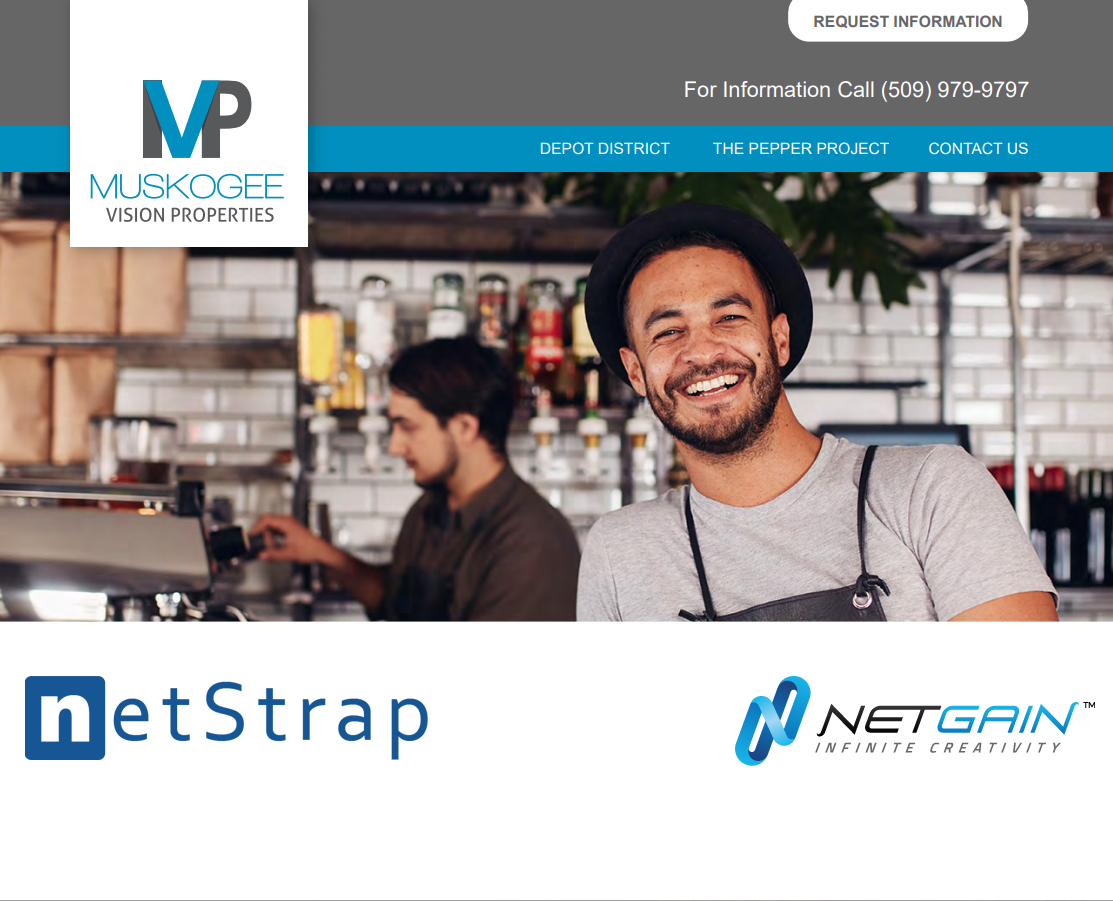 REQUEST INFORMATION
For Information Call (509) 979-9797
DEPOT DISTRICT THE PEPPER PROJECT CONTACT US
MVP
MUSKOGEE
VISION PROPERTIES
netStrap
NETGAIN™
INFINITE CREATIVITY